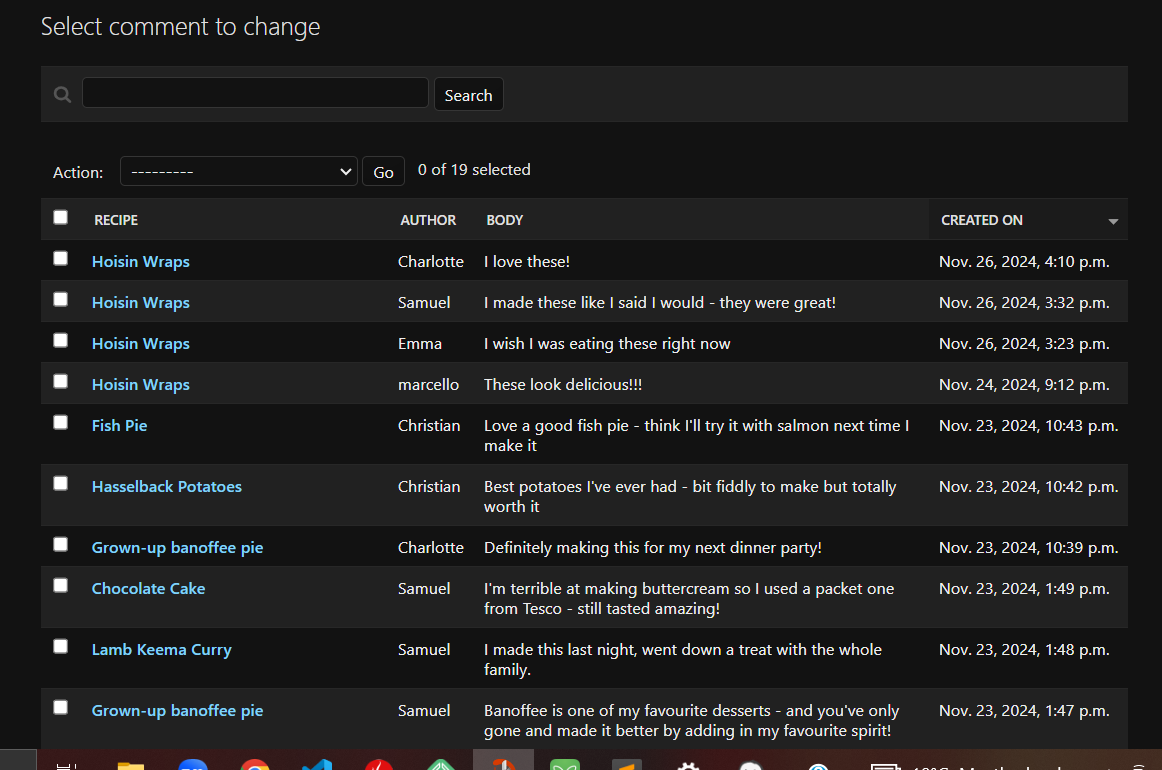 Select comment to change
Search
Action: --------- Go 0 of 19 selected
RECIPE AUTHOR BODY CREATED ON
Hoisin Wraps Charlotte I love these! Nov. 26, 2024, 4:10 p.m.
Hoisin Wraps Samuel I made these like I said I would - they were great! Nov. 26, 2024, 3:32 p.m.
Hoisin Wraps Emma I wish I was eating these right now Nov. 26, 2024, 3:23 p.m.
Hoisin Wraps marcello These look delicious!!! Nov. 24, 2024, 9:12 p.m.
Fish Pie Christian Love a good fish pie - think I'll try it with salmon next time I Nov. 23, 2024, 10:43 p.m.
make it
Hasselback Potatoes Christian Best potatoes I've ever had - bit fiddly to make but totally Nov. 23, 2024, 10:42 p.m.
worth it
Grown-up banoffee pie Charlotte Definitely making this for my next dinner party! Nov. 23, 2024, 10:39 p.m.
Chocolate Cake Samuel I'm terrible at making buttercream so I used a packet one Nov. 23, 2024, 1:49 p.m.
from Tesco - still tasted amazing!
Lamb Keema Curry Samuel I made this last night, went down a treat with the whole Nov. 23, 2024, 1:48 p.m.
family.
Grown-up banoffee pie Samuel Banoffee is one of my favourite desserts - and you've only Nov. 23, 2024, 1:47 p.m.
gone and made it better by adding in my favourite spirit!